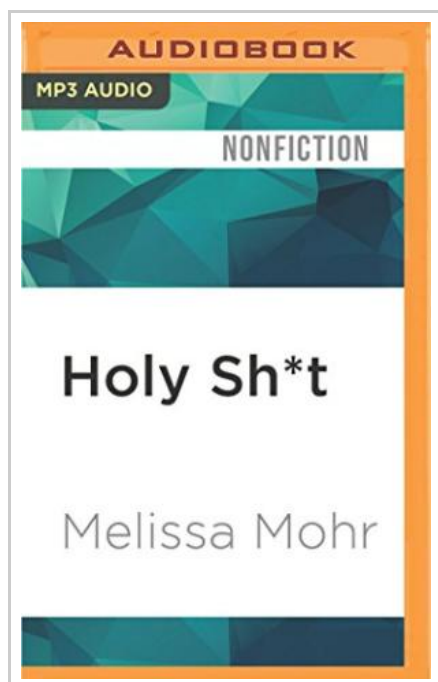 AUDIOBOOK
MP3 AUDIO
NONFICTION
Holy Sh*t
Melissa Mohr